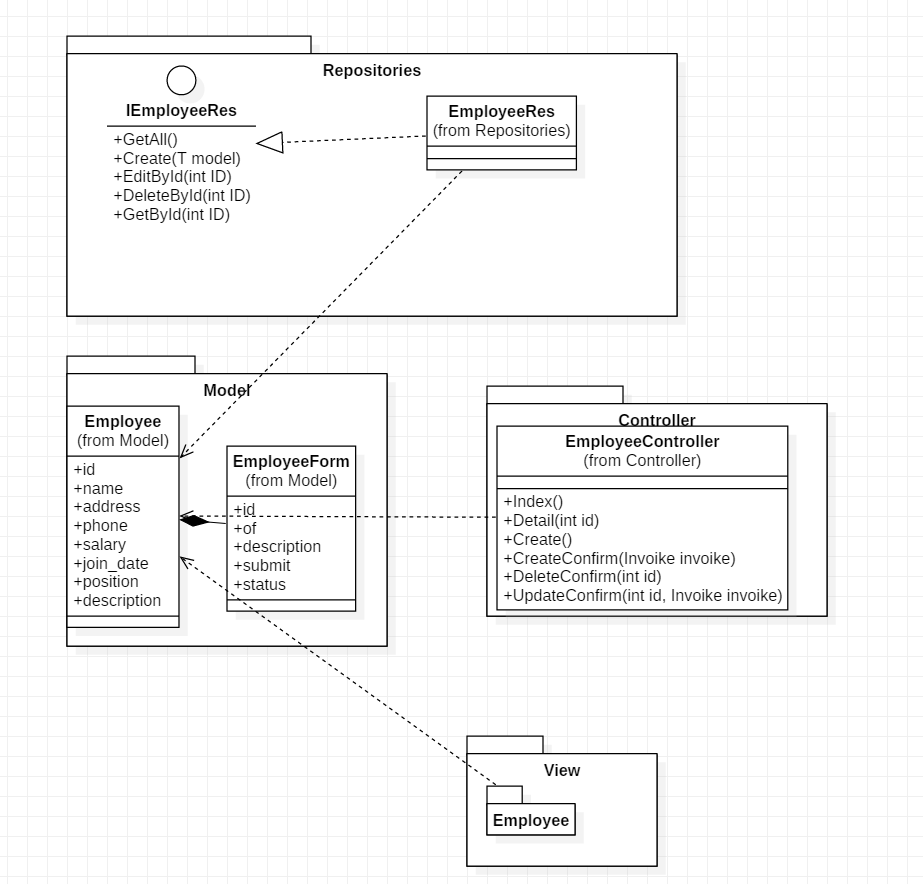 Repositories
IEmployeeRes
+GetAll()
+Create(T model)
+EditById(int ID)
+DeleteById(int ID)
+GetById(int ID)
EmployeeRes
(from Repositories)
Model
Employee
(from Model)
+id
+name
+address
+phone
+salary
+join_date
+position
+description
EmployeeForm
(from Model)
+id
+of
+description
+submit
+status
Controller
EmployeeController
(from Controller)
+Index()
+Detail(int id)
+Create()
+CreateConfirm(Invoike invoike)
+DeleteConfirm(int id)
+UpdateConfirm(int id, Invoike invoike)
View
Employee